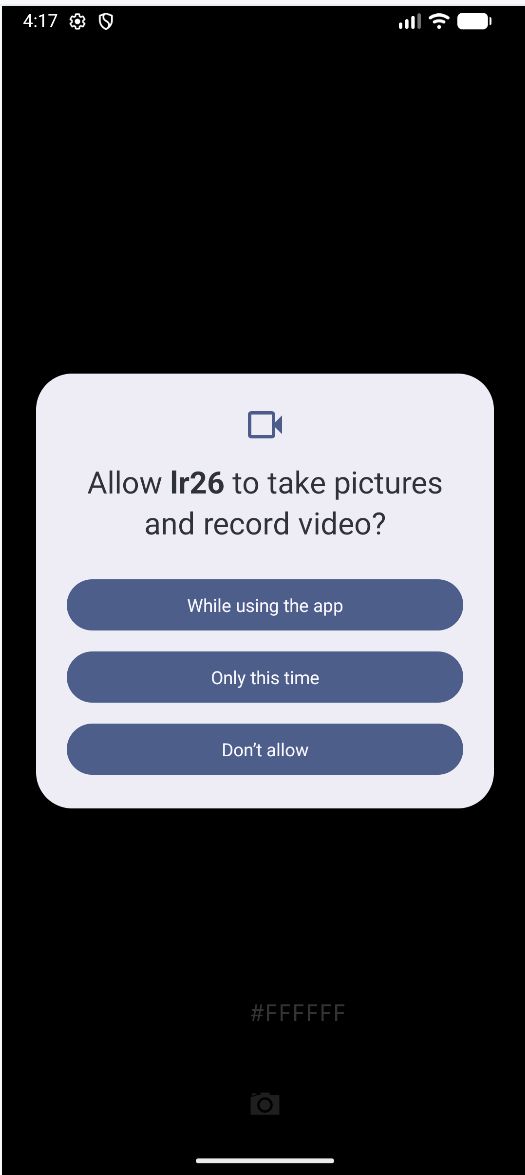 4:17
Allow lr26 to take pictures
and record video?
While using the app
Only this time
Don’t allow
#FFFFFF